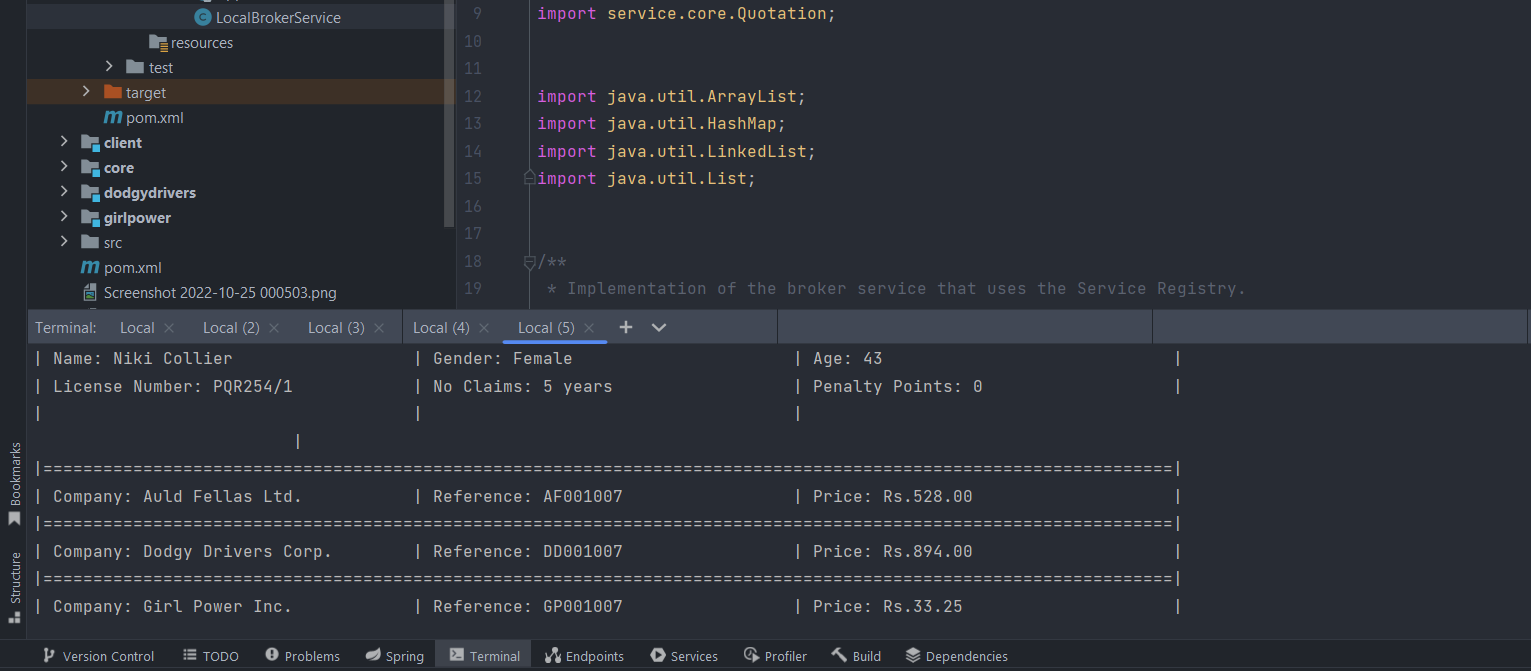 LocalBrokerService
resources
test
target
pom.xml
client
core
dodgydrivers
girlpower
src
pom.xml
Screenshot 2022-10-25 000503.png
9 import service.core.Quotation;
10
11
12 import java.util.ArrayList;
13 import java.util.HashMap;
14 import java.util.LinkedList;
15 import java.util.List;
16
17
18 /**
19 * Implementation of the broker service that uses the Service Registry.
Terminal: Local Local (2) Local (3) Local (4) Local (5)
| Name: Niki Collier | Gender: Female | Age: 43 |
| License Number: PQR254/1 | No Claims: 5 years | Penalty Points: 0 |
| | |
|
|=================================================================================================================|
| Company: Auld Fellas Ltd. | Reference: AF001007 | Price: Rs.528.00 |
|=================================================================================================================|
| Company: Dodgy Drivers Corp. | Reference: DD001007 | Price: Rs.894.00 |
|=================================================================================================================|
| Company: Girl Power Inc. | Reference: GP001007 | Price: Rs.33.25 |
Bookmarks
Structure
Version Control TODO Problems Spring Terminal Endpoints Services Profiler Build Dependencies